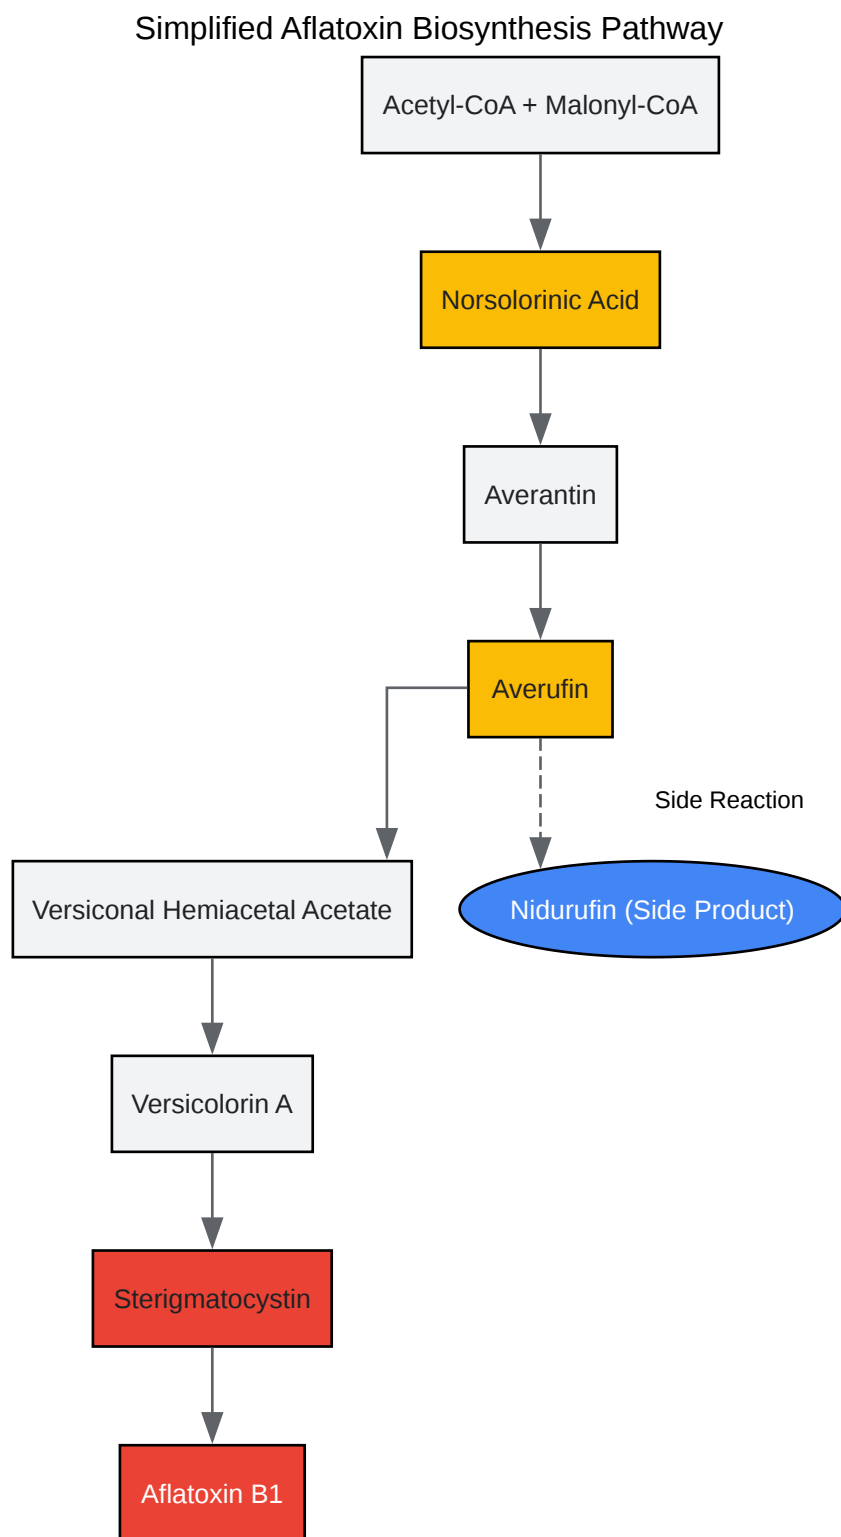 Simplified Aflatoxin Biosynthesis Pathway
Acetyl-CoA + Malonyl-CoA
Norsolorinic Acid
Averantin
Averufin
Side Reaction
Versiconal Hemiacetal Acetate
Nidurufin (Side Product)
Versicolorin A
Sterigmatocystin
Aflatoxin B1